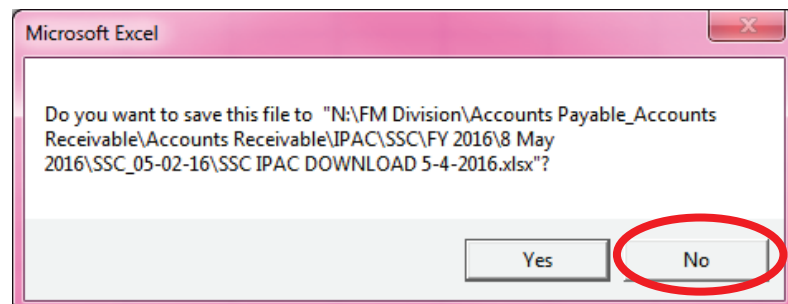 Microsoft Excel
Do you want to save this file to  "N:\FM Division\Accounts Payable_Accounts
Receivable\Accounts Receivable\IPAC\SSC\FY 2016\8 May
2016\SSC_05-02-16\SSC IPAC DOWNLOAD 5-4-2016.xlsx"?
Yes
No